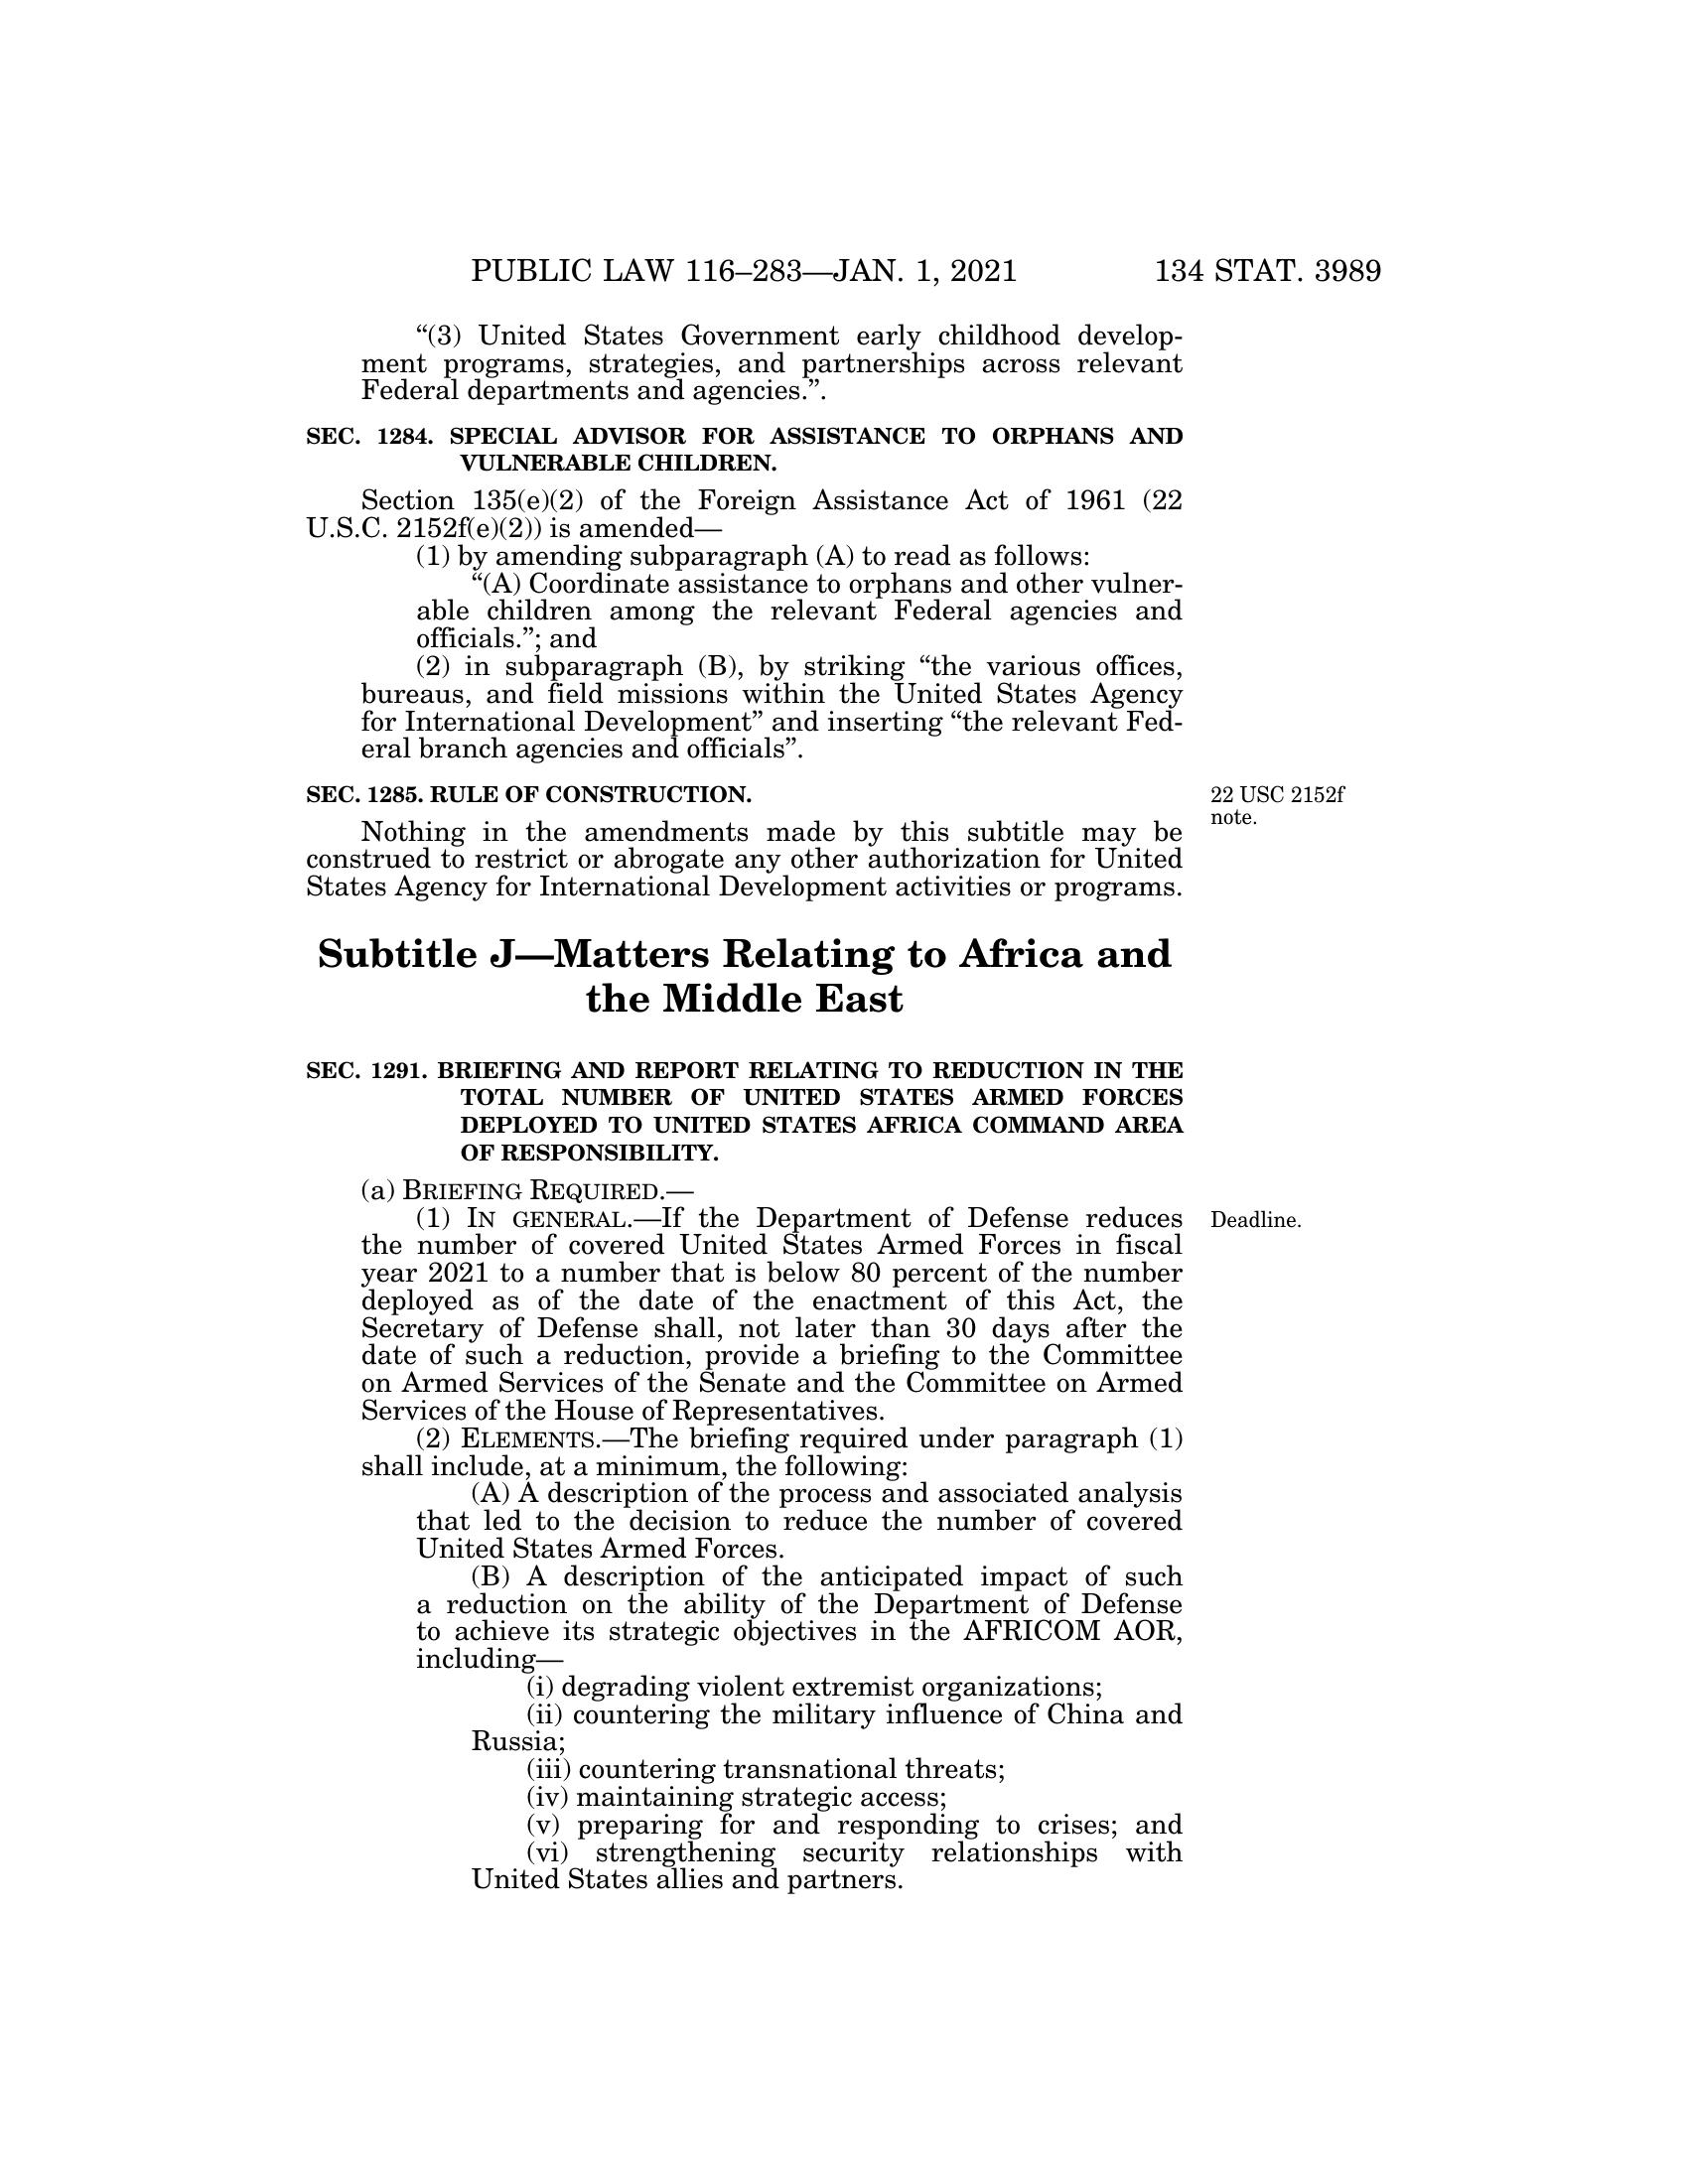 PUBLIC LAW 116–283—JAN. 1, 2021 134 STAT. 3989
“(3) United States Government early childhood develop-
ment programs, strategies, and partnerships across relevant
Federal departments and agencies.”.
SEC. 1284. SPECIAL ADVISOR FOR ASSISTANCE TO ORPHANS AND
VULNERABLE CHILDREN.
Section 135(e)(2) of the Foreign Assistance Act of 1961 (22
U.S.C. 2152f(e)(2)) is amended—
(1) by amending subparagraph (A) to read as follows:
“(A) Coordinate assistance to orphans and other vulner-
able children among the relevant Federal agencies and
officials.”; and
(2) in subparagraph (B), by striking “the various offices,
bureaus, and field missions within the United States Agency
for International Development” and inserting “the relevant Fed-
eral branch agencies and officials”.
SEC. 1285. RULE OF CONSTRUCTION.
22 USC 2152f
note.
Nothing in the amendments made by this subtitle may be
construed to restrict or abrogate any other authorization for United
States Agency for International Development activities or programs.
Subtitle J—Matters Relating to Africa and
the Middle East
SEC. 1291. BRIEFING AND REPORT RELATING TO REDUCTION IN THE
TOTAL NUMBER OF UNITED STATES ARMED FORCES
DEPLOYED TO UNITED STATES AFRICA COMMAND AREA
OF RESPONSIBILITY.
(a) BRIEFING REQUIRED.—
(1) IN GENERAL.—If the Department of Defense reduces
Deadline.
the number of covered United States Armed Forces in fiscal
year 2021 to a number that is below 80 percent of the number
deployed as of the date of the enactment of this Act, the
Secretary of Defense shall, not later than 30 days after the
date of such a reduction, provide a briefing to the Committee
on Armed Services of the Senate and the Committee on Armed
Services of the House of Representatives.
(2) ELEMENTS.—The briefing required under paragraph (1)
shall include, at a minimum, the following:
(A) A description of the process and associated analysis
that led to the decision to reduce the number of covered
United States Armed Forces.
(B) A description of the anticipated impact of such
a reduction on the ability of the Department of Defense
to achieve its strategic objectives in the AFRICOM AOR,
including—
(i) degrading violent extremist organizations;
(ii) countering the military influence of China and
Russia;
(iii) countering transnational threats;
(iv) maintaining strategic access;
(v) preparing for and responding to crises; and
(vi) strengthening security relationships with
United States allies and partners.